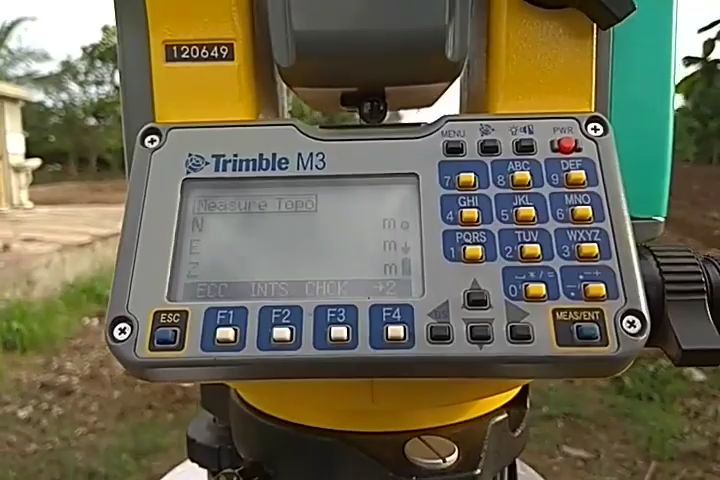 120649
Trimble M3
MENU
PWR
Measure Topo
N m
E m
Z m
ECC INTS CHCK →2
7 8 ABC 9 DEF
4 GHI 5 JKL 6 MNO
1 PQRS 2 TUV 3 WXYZ
0 . - +
ESC F1 F2 F3 F4 MEAS/ENT